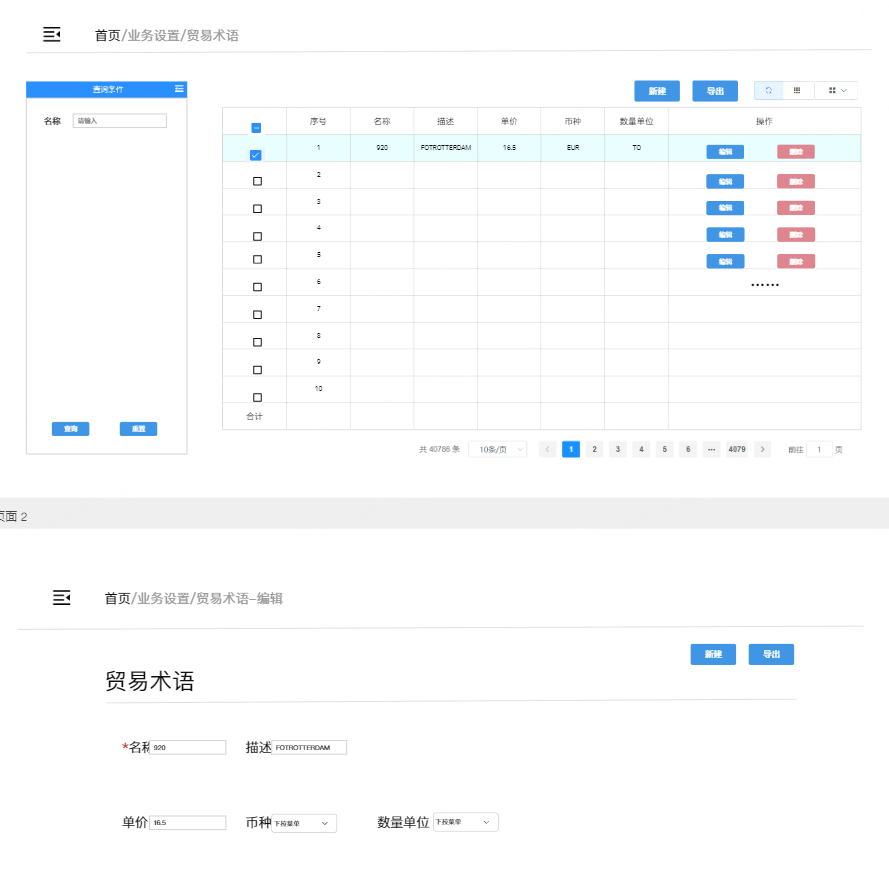 首页/业务设置/贸易术语
查询条件
名称 请输入
查询 重置
新建 导出
序号 名称 描述 单价 币种 数量单位 操作
1 920 FOTROTTERDAM 16.5 EUR TO 编辑 删除
2 编辑 删除
3 编辑 删除
4 编辑 删除
5 编辑 删除
6 ······
7
8
9
10
合计
共 40786 条 10条/页 < 1 2 3 4 5 6 ··· 4079 > 前往 1 页
页面 2
首页/业务设置/贸易术语-编辑
新建 导出
贸易术语
*名称 920 描述 FOTROTTERDAM
单价 16.5 币种 下拉菜单 数量单位 下拉菜单